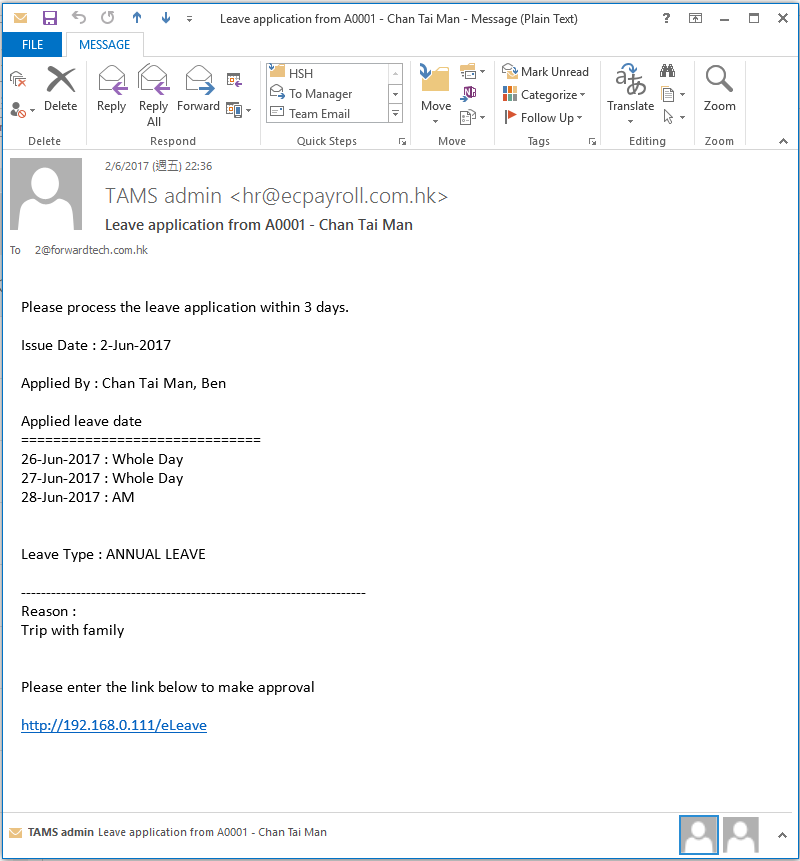 Leave application from A0001 - Chan Tai Man - Message (Plain Text)
?
FILE
MESSAGE
Delete
Reply
Reply All
Forward
HSH
To Manager
Team Email
Move
Mark Unread
Categorize
Follow Up
Translate
Zoom
Delete
Respond
Quick Steps
Move
Tags
Editing
Zoom
2/6/2017 (週五) 22:36
TAMS admin <hr@ecpayroll.com.hk>
Leave application from A0001 - Chan Tai Man
To 2@forwardtech.com.hk
Please process the leave application within 3 days.
Issue Date : 2-Jun-2017
Applied By : Chan Tai Man, Ben
Applied leave date
==============================
26-Jun-2017 : Whole Day
27-Jun-2017 : Whole Day
28-Jun-2017 : AM
Leave Type : ANNUAL LEAVE
---------------------------------------------------------------------
Reason :
Trip with family
Please enter the link below to make approval
http://192.168.0.111/eLeave
TAMS admin Leave application from A0001 - Chan Tai Man